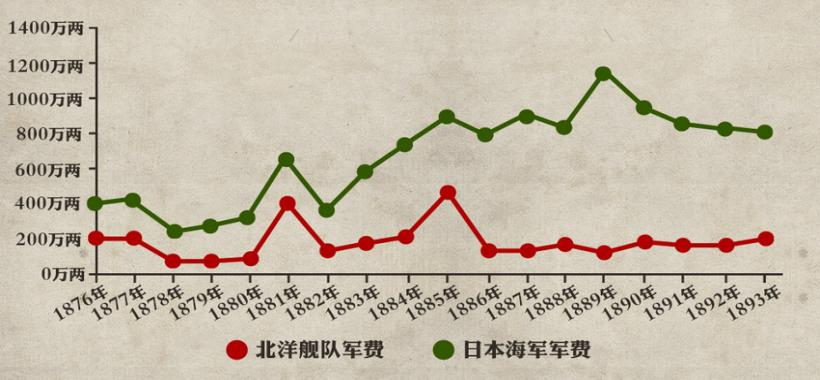 1400万两
1200万两
1000万两
800万两
600万两
400万两
200万两
0万两
1876年 1877年 1878年 1879年 1880年 1881年 1882年 1883年 1884年 1885年 1886年 1887年 1888年 1889年 1890年 1891年 1892年 1893年
北洋舰队军费 日本海军军费